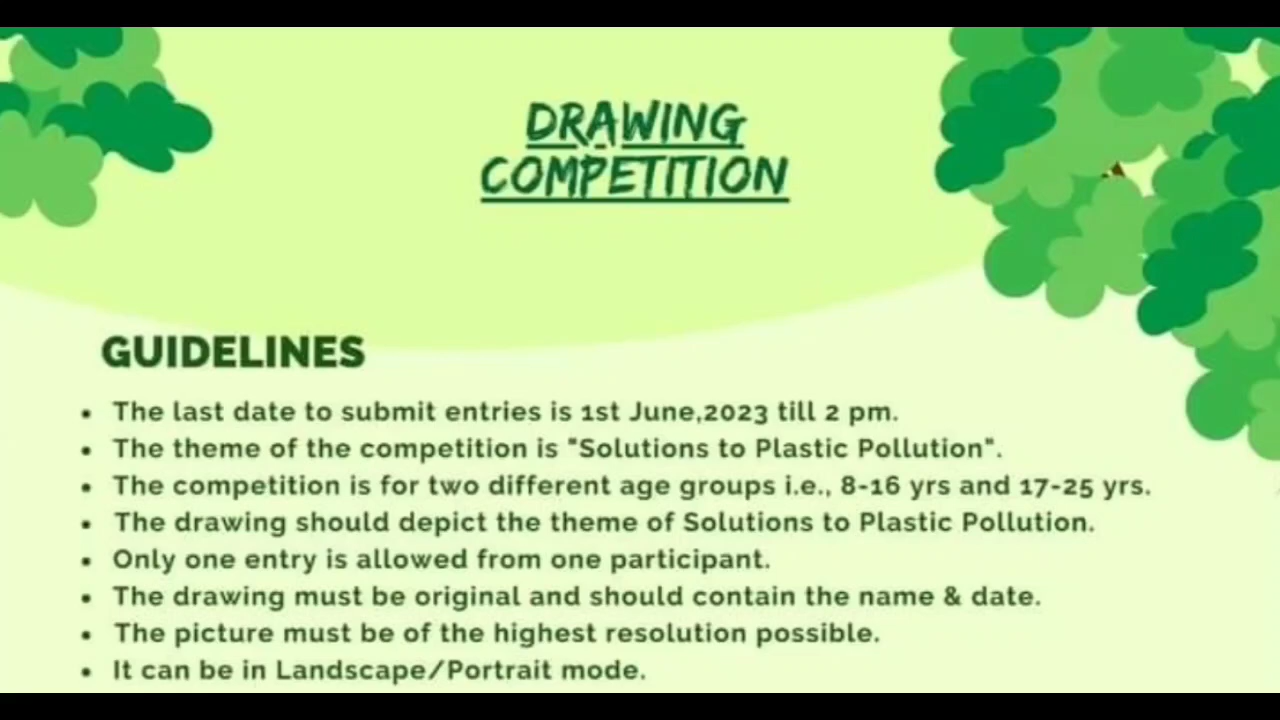 DRAWING
COMPETITION
GUIDELINES
• The last date to submit entries is 1st June,2023 till 2 pm.
• The theme of the competition is "Solutions to Plastic Pollution".
• The competition is for two different age groups i.e., 8-16 yrs and 17-25 yrs.
• The drawing should depict the theme of Solutions to Plastic Pollution.
• Only one entry is allowed from one participant.
• The drawing must be original and should contain the name & date.
• The picture must be of the highest resolution possible.
• It can be in Landscape/Portrait mode.